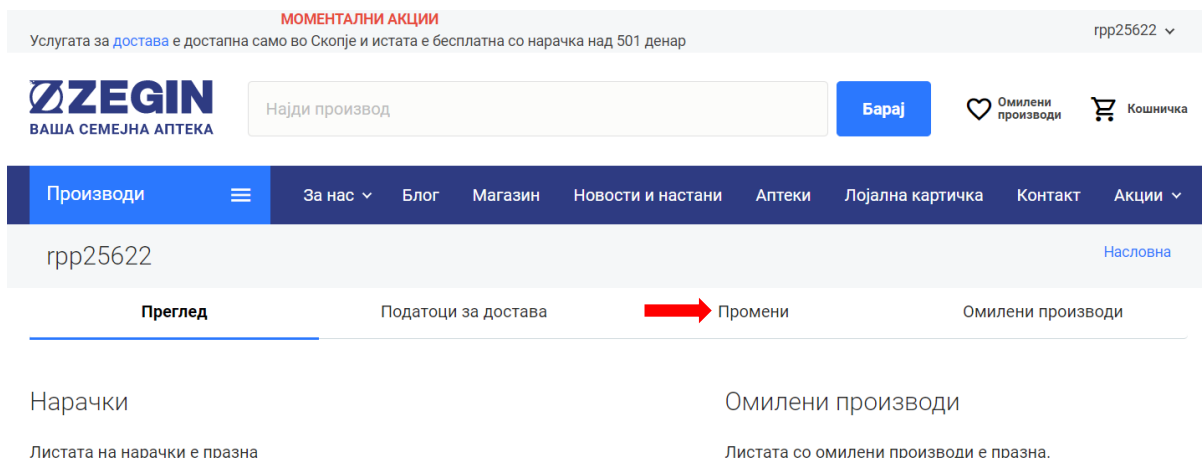 МОМЕНТАЛНИ АКЦИИ
Услугата за достава е достапна само во Скопје и истата е бесплатна со нарачка над 501 денар
rpp25622
ZEGIN
ВАША СЕМЕЈНА АПТЕКА
Најди производ
Барај
Омилени
производи
Кошничка
Производи За нас Блог Магазин Новости и настани Аптеки Лојална картичка Контакт Акции
rpp25622 Насловна
Преглед Податоци за достава Промени Омилени производи
Нарачки Омилени производи
Листата на нарачки е празна Листата со омилени производи е празна.